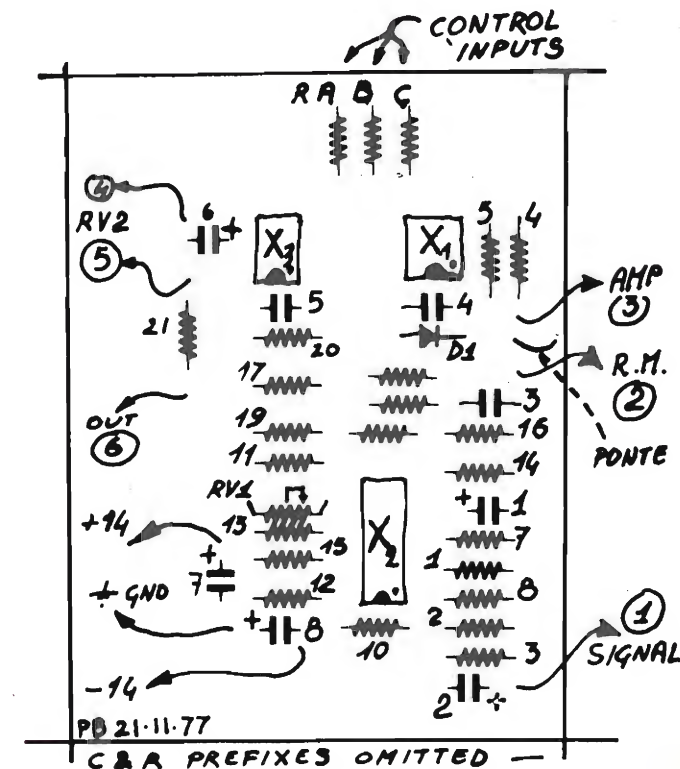 CONTROL
INPUTS
R A B C
4
RV2
5
6 +
X3
X1
5 4
5
4
AMP
3
21
20
D1
R.M.
2
17
3
OUT
6
19
16
PONTE
11
14
RV1
+14
13
+ 1
X2
7
15
1
+
7
GND
12
8
1
+ 8
2
SIGNAL
10
3
-14
2 +
PB 21.11.77
C & R PREFIXES OMITTED —